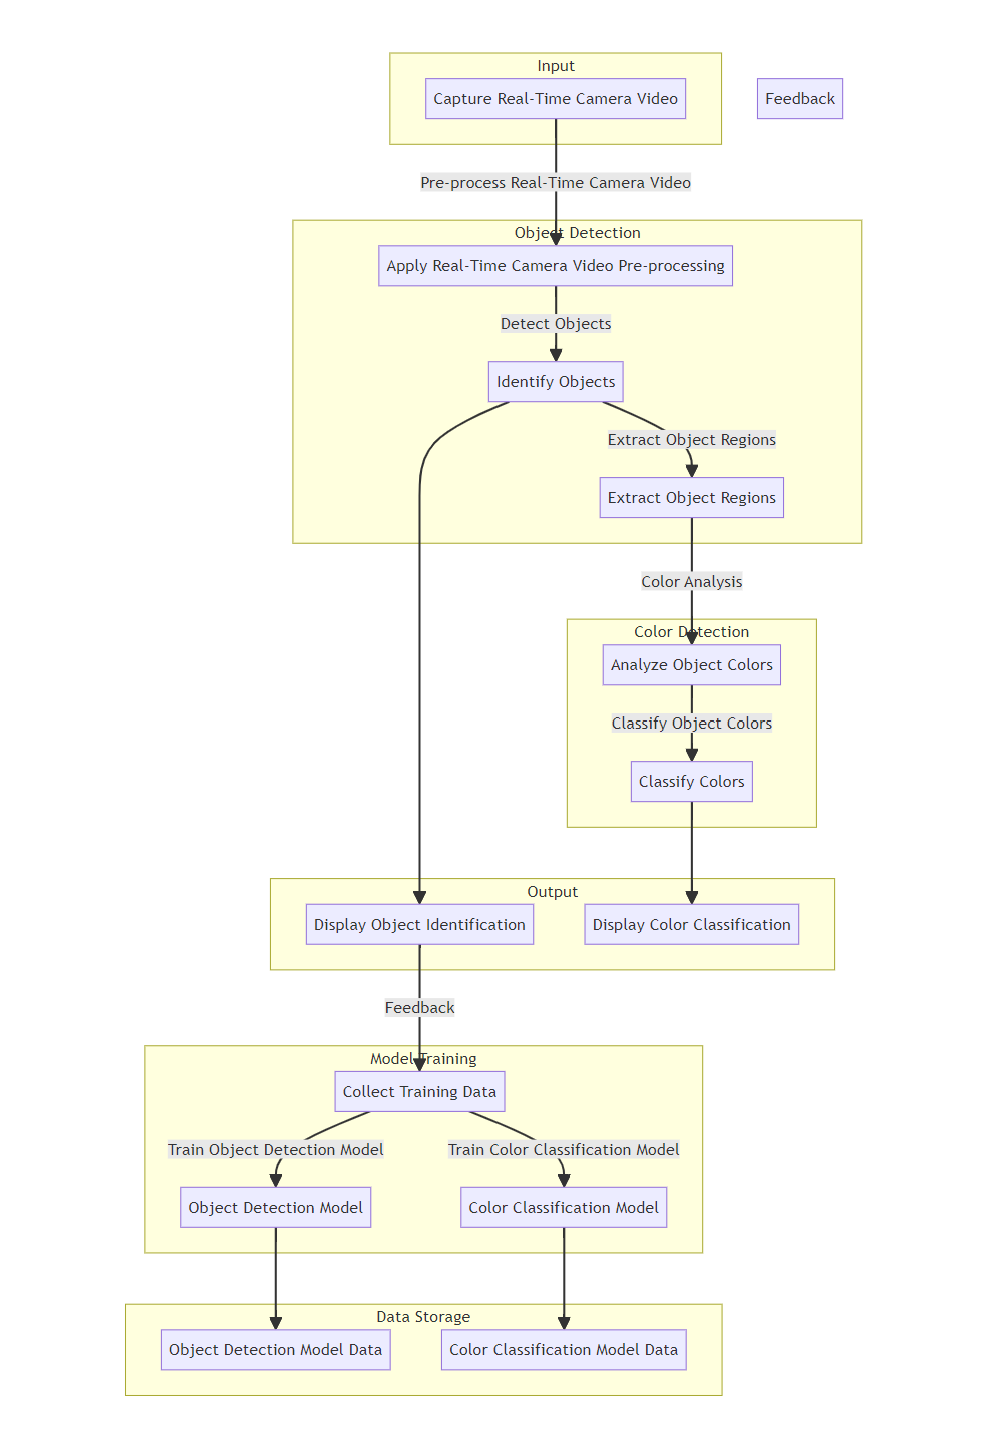 Input
Capture Real-Time Camera Video
Feedback
Pre-process Real-Time Camera Video
Object Detection
Apply Real-Time Camera Video Pre-processing
Detect Objects
Identify Objects
Extract Object Regions
Extract Object Regions
Color Analysis
Color Detection
Analyze Object Colors
Classify Object Colors
Classify Colors
Output
Display Object Identification
Display Color Classification
Feedback
Model Training
Collect Training Data
Train Object Detection Model
Train Color Classification Model
Object Detection Model
Color Classification Model
Data Storage
Object Detection Model Data
Color Classification Model Data